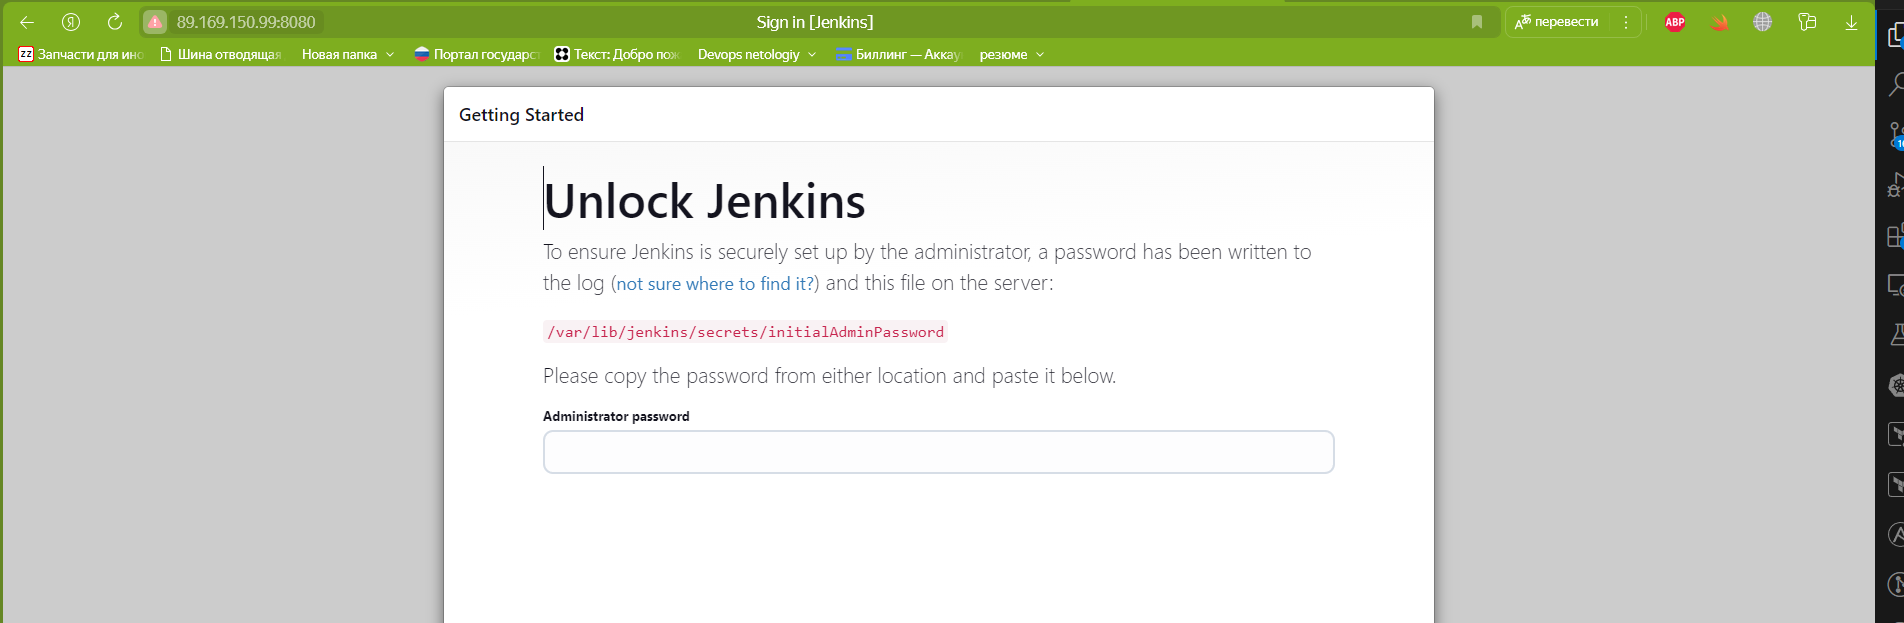 89.169.150.99:8080
Sign in [Jenkins]
перевести
ABP
ZZ Запчасти для ино
Шина отводящая
Новая папка
Портал государст
Текст: Добро пож
Devops netologiy
Биллинг — Аккау
резюме
Getting Started
Unlock Jenkins
To ensure Jenkins is securely set up by the administrator, a password has been written to
the log (not sure where to find it?) and this file on the server:
/var/lib/jenkins/secrets/initialAdminPassword
Please copy the password from either location and paste it below.
Administrator password